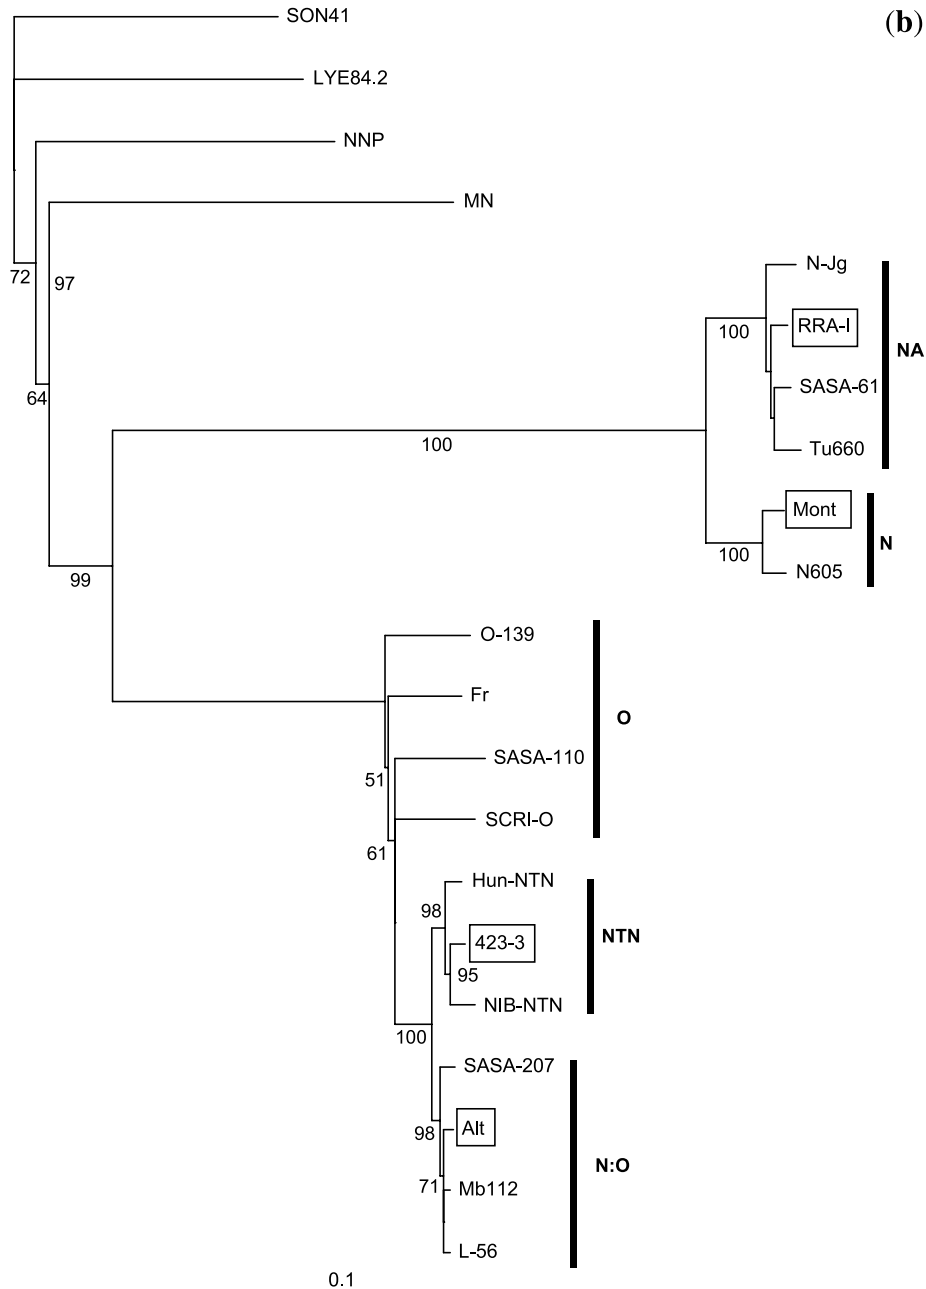 (b)
SON41
LYE84.2
NNP
MN
72
97
N-Jg
RRA-I
100
NA
SASA-61
64
100
Tu660
Mont
N
100
99
N605
O-139
Fr
O
SASA-110
51
SCRI-O
61
Hun-NTN
98
423-3
NTN
95
NIB-NTN
100
SASA-207
Alt
98
N:O
71
Mb112
L-56
0.1